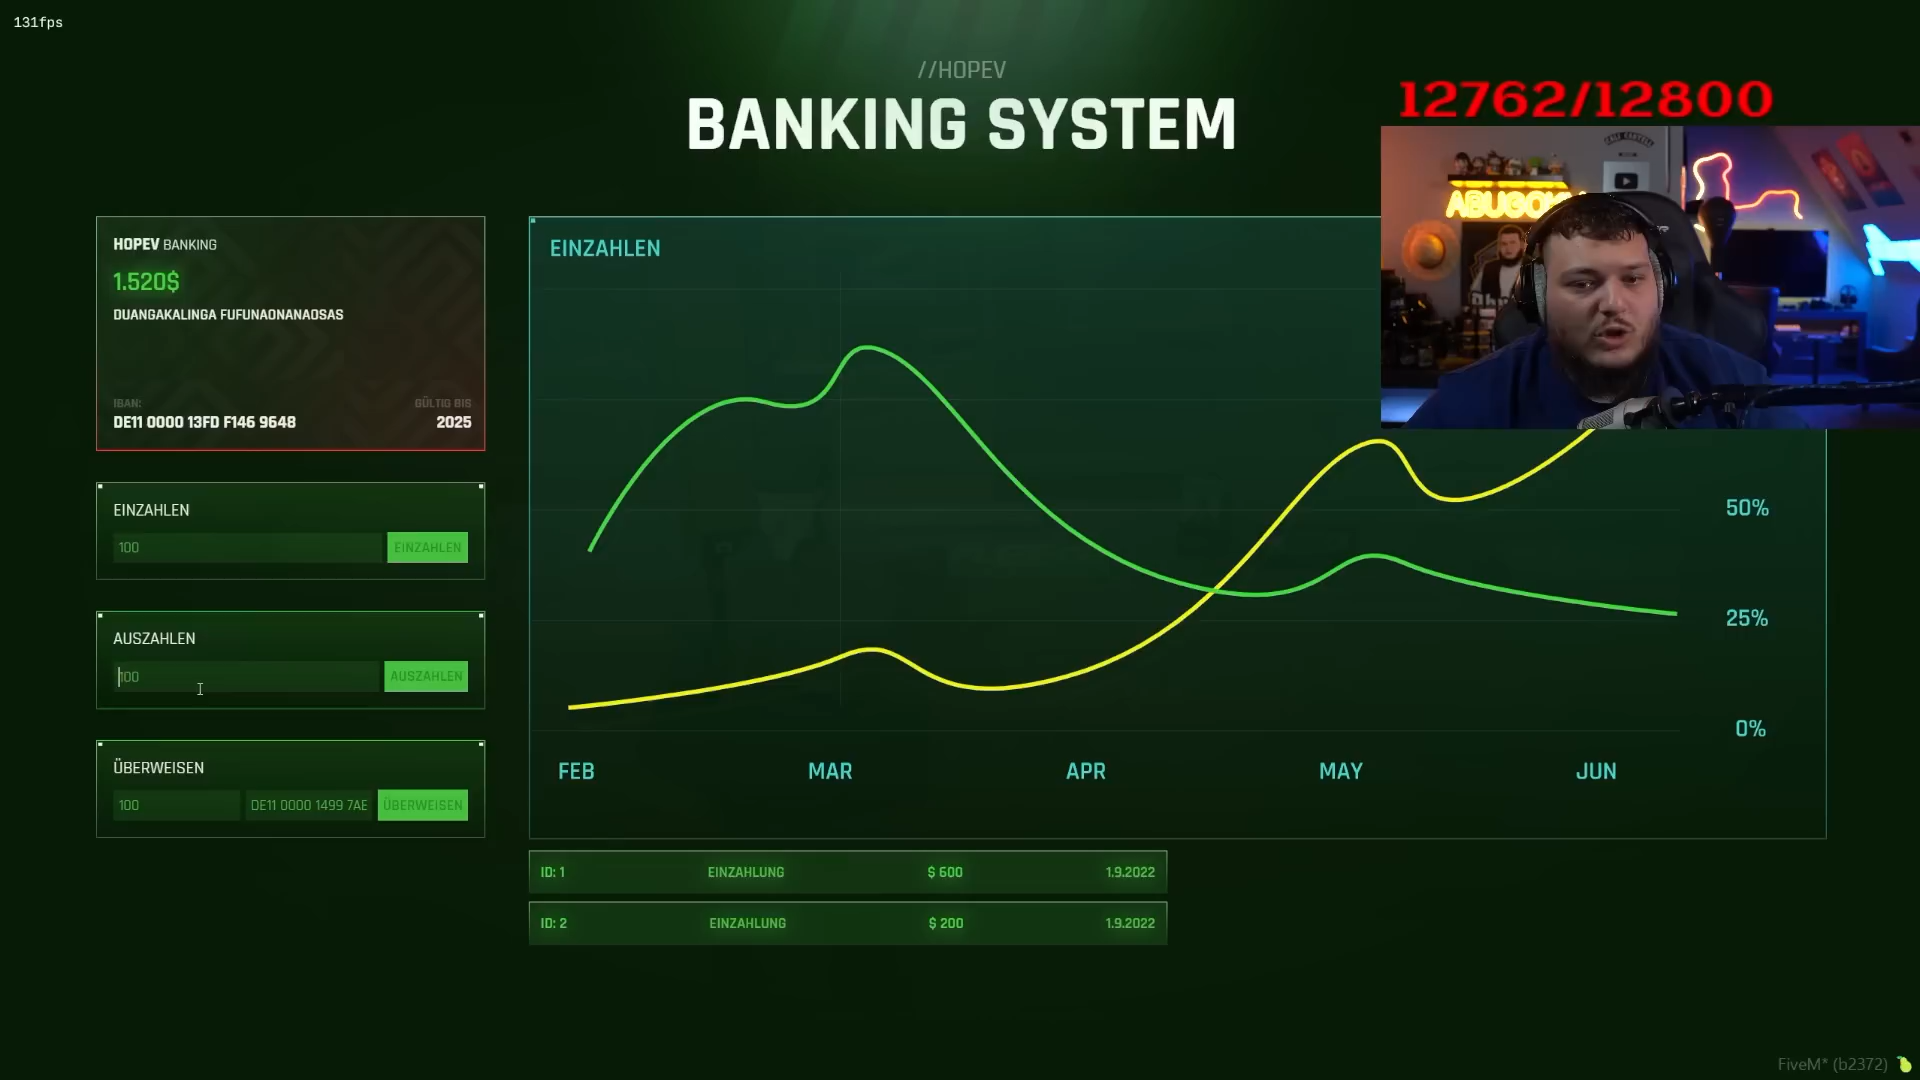 131fps
//HOPEV
BANKING SYSTEM
12762/12800
HOPEV BANKING
1.520$
DUANGAKALINGA FUFUNAONANAOSAS
IBAN:
GÜLTIG BIS
DE11 0000 13FD F146 9648
2025
EINZAHLEN
100
EINZAHLEN
AUSZAHLEN
100
AUSZAHLEN
ÜBERWEISEN
100
DE11 0000 1499 7AE
ÜBERWEISEN
EINZAHLEN
50%
25%
0%
FEB MAR APR MAY JUN
ID: 1 EINZAHLUNG $ 600 1.9.2022
ID: 2 EINZAHLUNG $ 200 1.9.2022
FiveM* (b2372)